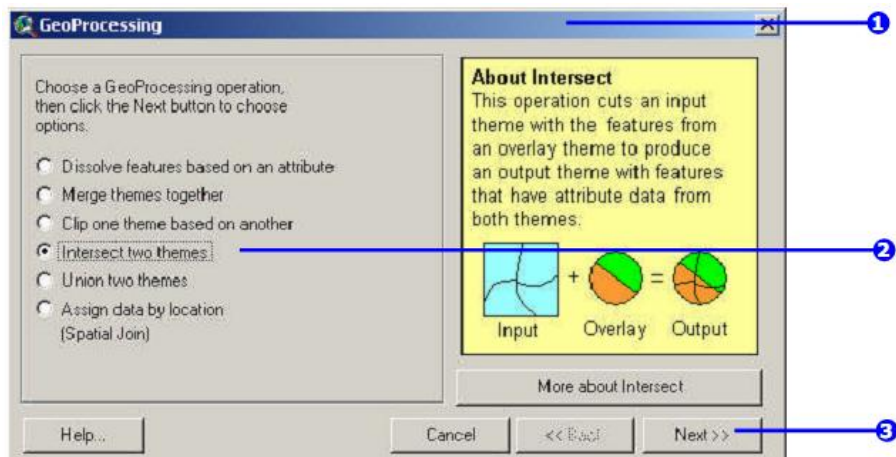 GeoProcessing
1
Choose a GeoProcessing operation,
then click the Next button to choose
options.
Dissolve features based on an attribute
Merge themes together
Clip one theme based on another
Intersect two themes
Union two themes
Assign data by location
(Spatial Join)
About Intersect
This operation cuts an input
theme with the features from
an overlay theme to produce
an output theme with features
that have attribute data from
both themes.
+ =
Input Overlay Output
2
More about Intersect
Help... Cancel << Back Next >>
3